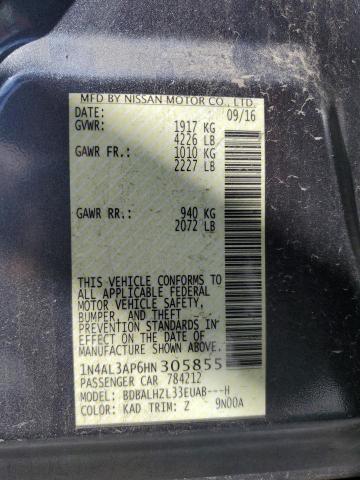 MFD BY NISSAN MOTOR CO., LTD.
DATE: 09/16
GVWR: 1917 KG
4226 LB
GAWR FR.: 1010 KG
2227 LB
GAWR RR.: 940 KG
2072 LB
THIS VEHICLE CONFORMS TO
ALL APPLICABLE FEDERAL
MOTOR VEHICLE SAFETY,
BUMPER, AND THEFT
PREVENTION STANDARDS
IN EFFECT ON THE DATE OF
MANUFACTURE SHOWN ABOVE.
1N4AL3AP6HN 305855
PASSENGER CAR 784212
MODEL: BDBALHZL33EUAB---H
COLOR: KAD TRIM: Z 9N00A